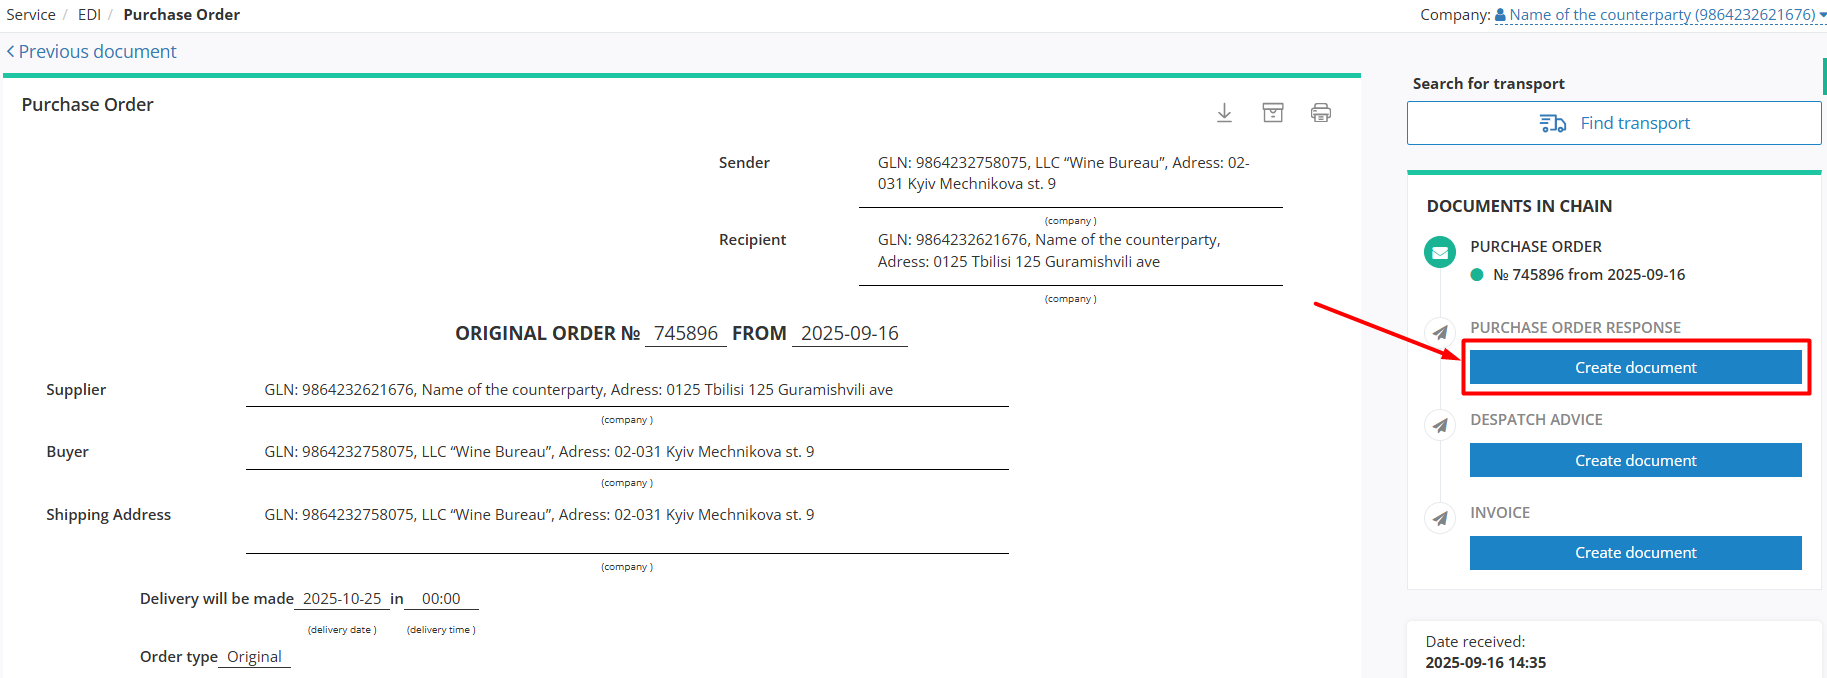 Service / EDI / Purchase Order
Company: Name of the counterparty (9864232621676)
Previous document
Purchase Order
Sender
GLN: 9864232758075, LLC “Wine Bureau”, Adress: 02-
031 Kyiv Mechnikova st. 9
(company )
Recipient
GLN: 9864232621676, Name of the counterparty,
Adress: 0125 Tbilisi 125 Guramishvili ave
(company )
ORIGINAL ORDER № 745896 FROM 2025-09-16
Supplier
GLN: 9864232621676, Name of the counterparty, Adress: 0125 Tbilisi 125 Guramishvili ave
(company )
Buyer
GLN: 9864232758075, LLC “Wine Bureau”, Adress: 02-031 Kyiv Mechnikova st. 9
(company )
Shipping Address
GLN: 9864232758075, LLC “Wine Bureau”, Adress: 02-031 Kyiv Mechnikova st. 9
(company )
Delivery will be made 2025-10-25 in 00:00
(delivery date ) (delivery time )
Order type Original
Search for transport
Find transport
DOCUMENTS IN CHAIN
PURCHASE ORDER
№ 745896 from 2025-09-16
PURCHASE ORDER RESPONSE
Create document
DESPATCH ADVICE
Create document
INVOICE
Create document
Date received:
2025-09-16 14:35